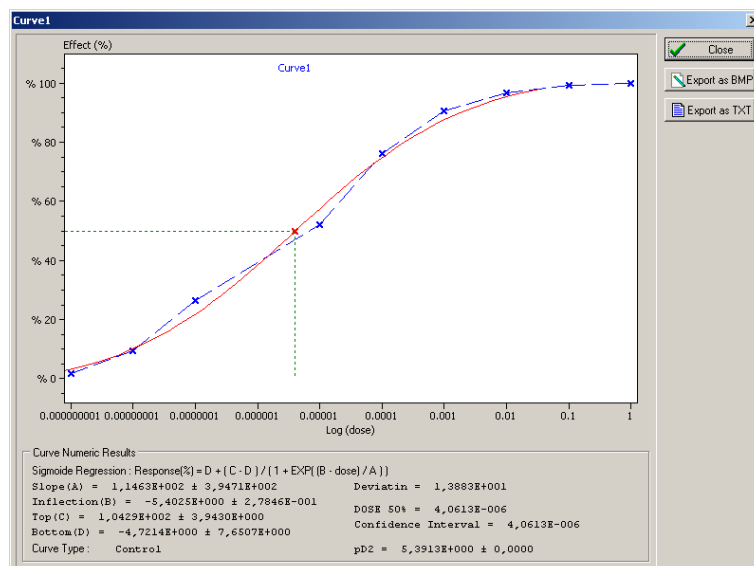 Curve1
Effect (%)
Curve1
% 100
% 80
% 60
% 40
% 20
% 0
0.000000001 0.00000001 0.0000001 0.000001 0.00001 0.0001 0.001 0.01 0.1 1
Log (dose)
Close
Export as BMP
Export as TXT
Curve Numeric Results
Sigmoide Regression : Response(%) = D + ( C - D ) / ( 1 + EXP( (B - dose) / A ) )
Slope(A) = 1,1463E+002 ± 3,9471E+002
Inflection(B) = -5,4025E+000 ± 2,7846E-001
Top(C) = 1,0429E+002 ± 3,9430E+000
Bottom(D) = -4,7214E+000 ± 7,6507E+000
Curve Type : Control
Deviatin = 1,3883E+001
DOSE 50% = 4,0613E-006
Confidence Interval = 4,0613E-006
pD2 = 5,3913E+000 ± 0,0000